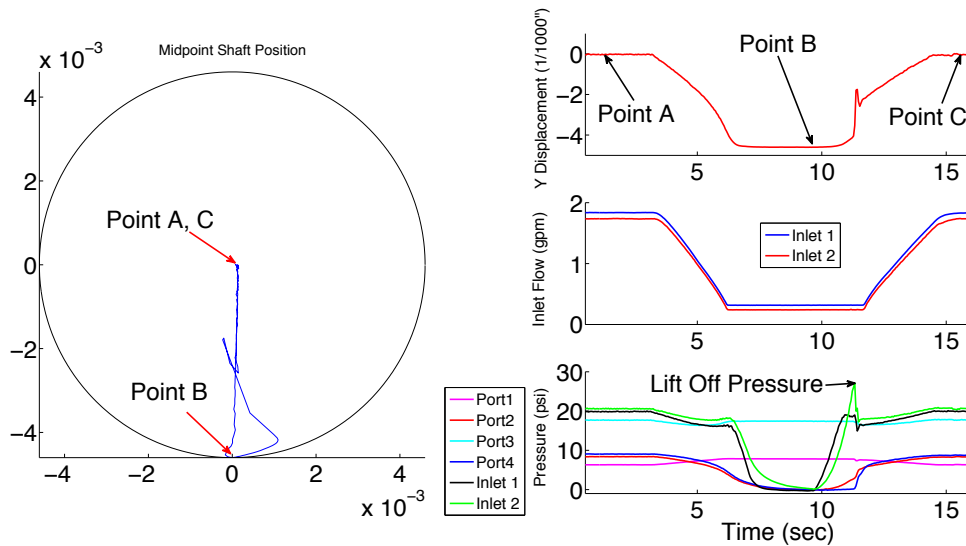 Midpoint Shaft Position
x 10⁻³
4
2
0
−2
−4
−4
−2
0
2
4
x 10⁻³
Point A, C
Point B
Port1
Port2
Port3
Port4
Inlet 1
Inlet 2
Y Displacement (1/1000")
0
−2
−4
5
10
15
Point A
Point B
Point C
Inlet Flow (gpm)
2
1
0
5
10
15
Inlet 1
Inlet 2
Pressure (psi)
30
20
10
0
5
10
15
Lift Off Pressure
Time (sec)